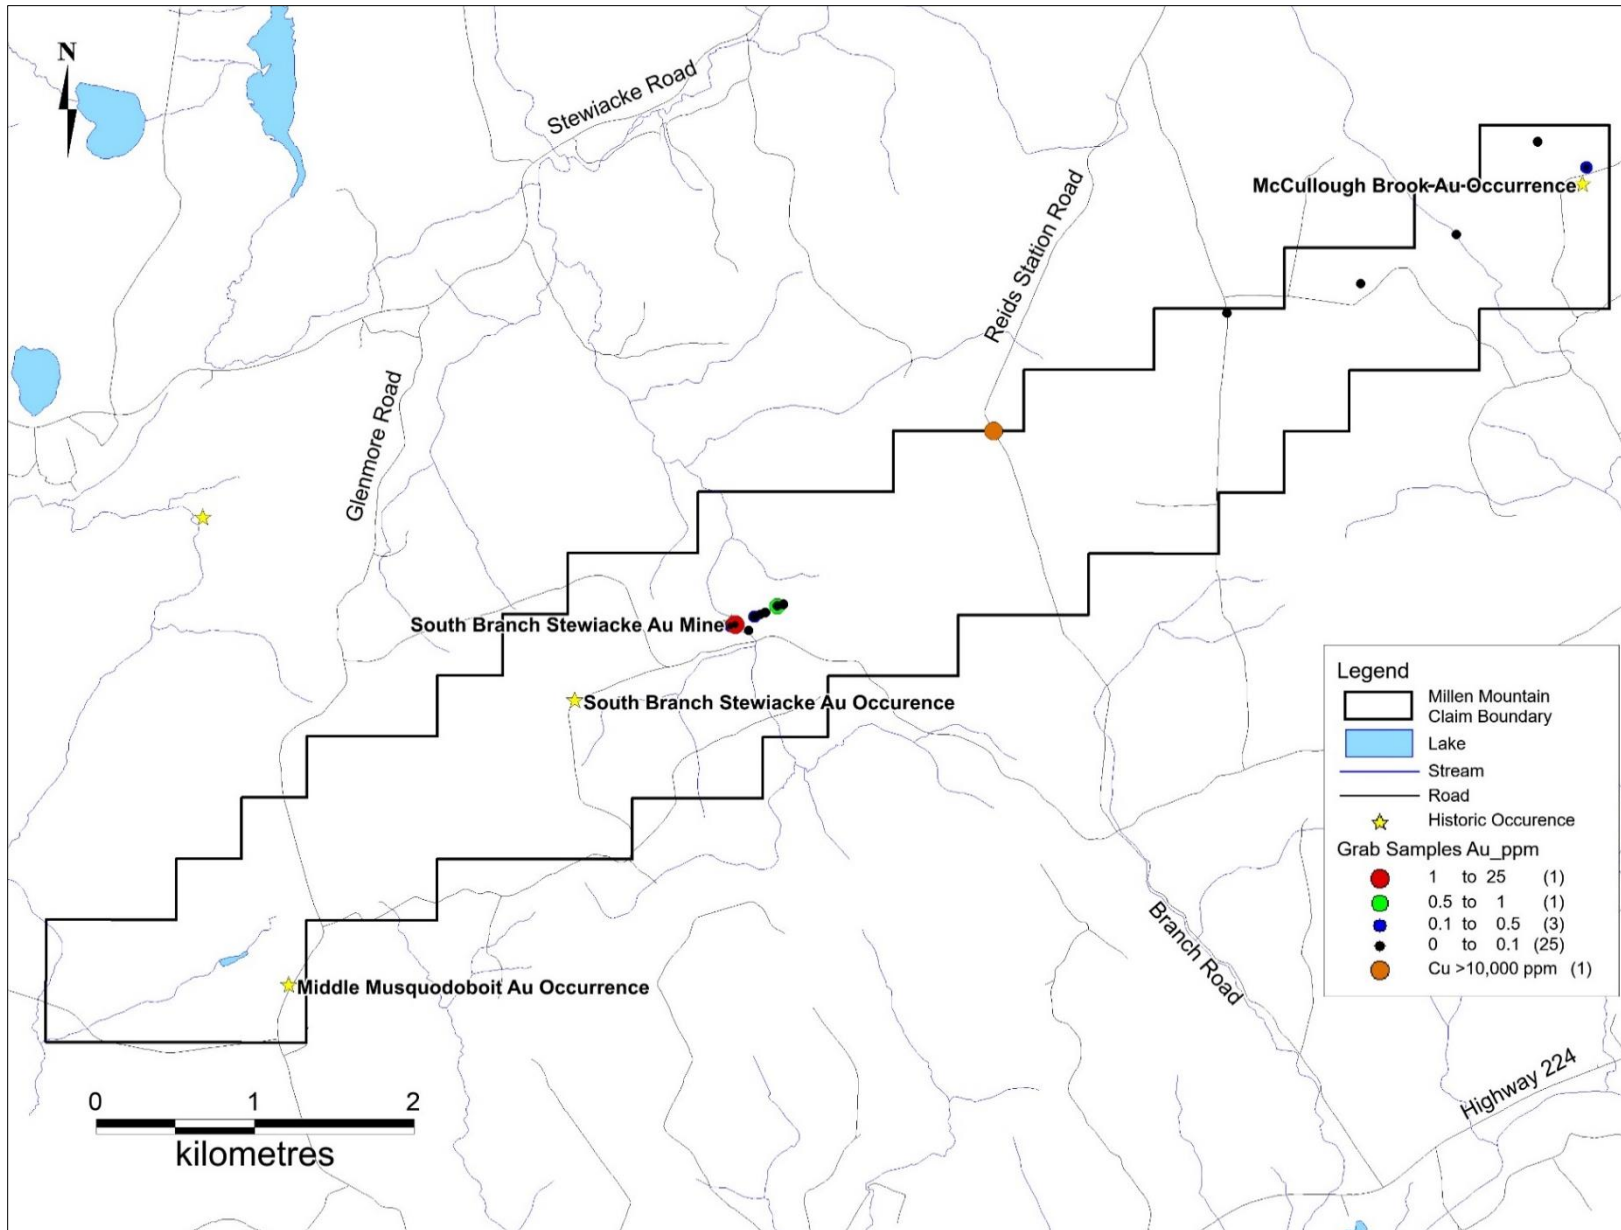 N
Stewiacke Road
McCullough Brook Au Occurrence
Reids Station Road
Glenmore Road
South Branch Stewiacke Au Mine
South Branch Stewiacke Au Occurence
Middle Musquodoboit Au Occurrence
Branch Road
Highway 224
0 1 2
kilometres
Legend
Millen Mountain
Claim Boundary
Lake
Stream
Road
Historic Occurence
Grab Samples Au_ppm
1 to 25 (1)
0.5 to 1 (1)
0.1 to 0.5 (3)
0 to 0.1 (25)
Cu >10,000 ppm (1)